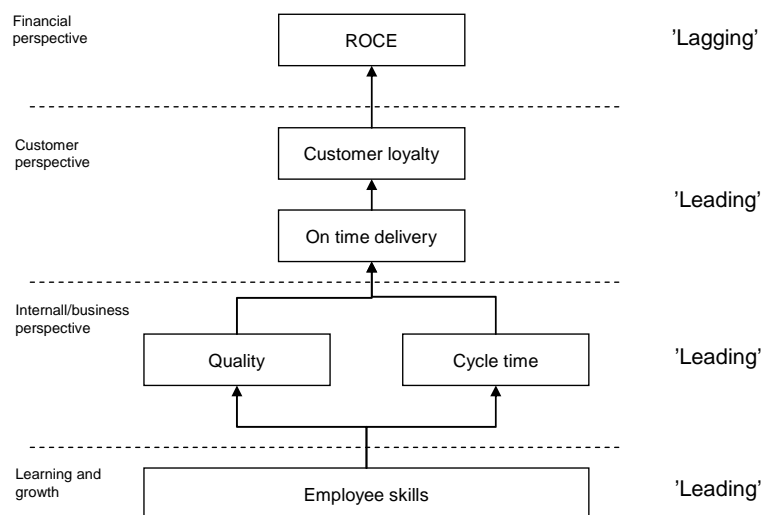 Financial
perspective
ROCE
’Lagging’
Customer
perspective
Customer loyalty
’Leading’
On time delivery
Internall/business
perspective
Quality
Cycle time
’Leading’
Learning and
growth
Employee skills
’Leading’